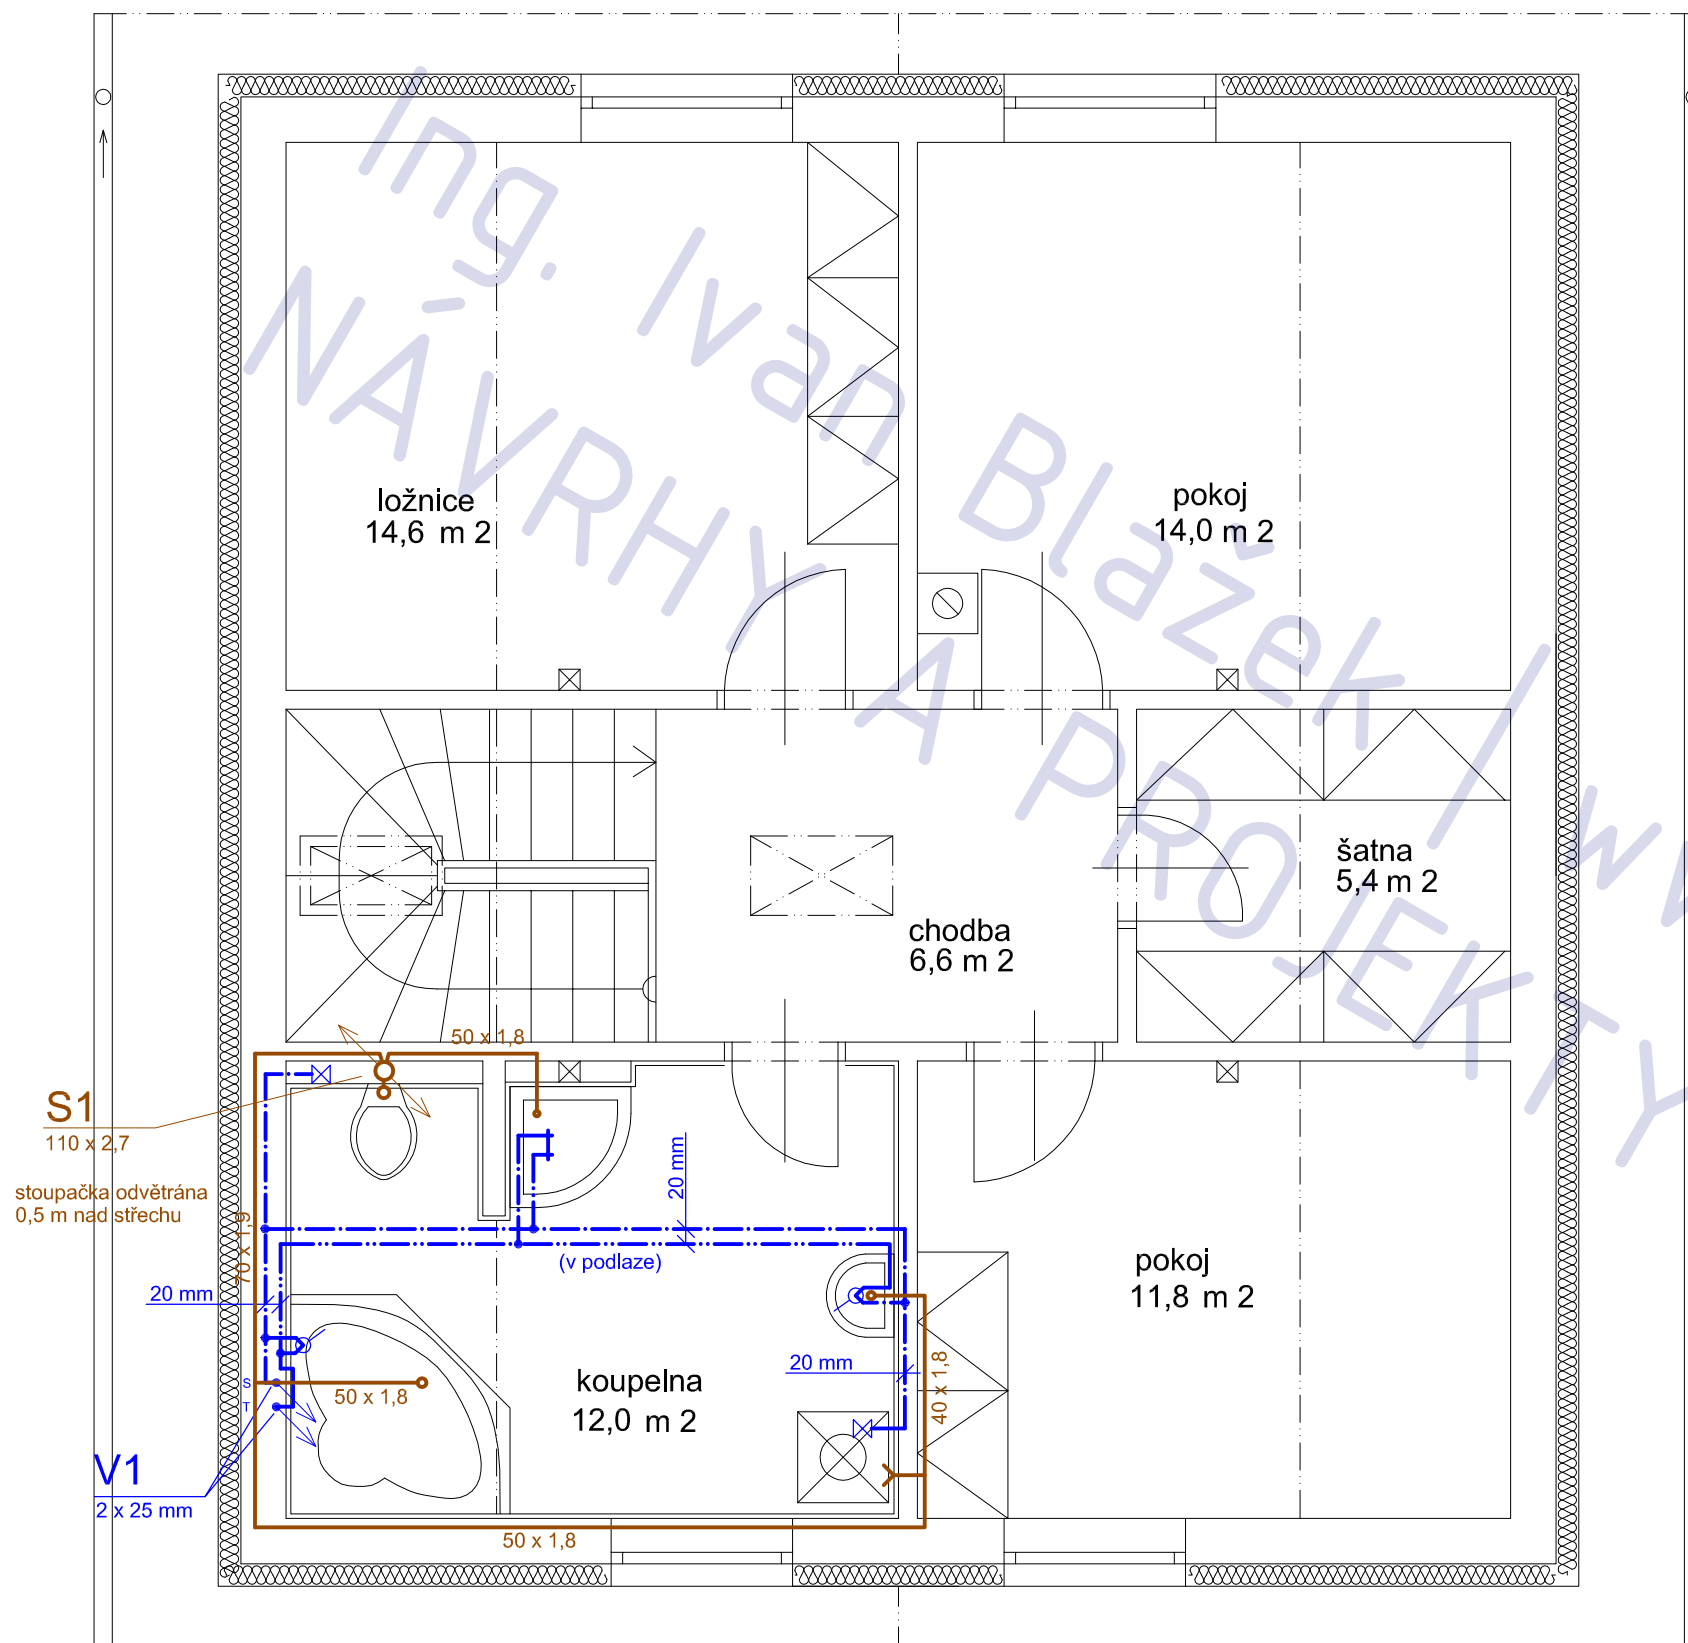 Ing. Ivan Blažek / w
NÁVRHY A PROJEKTY
ložnice
14,6 m 2
pokoj
14,0 m 2
šatna
5,4 m 2
chodba
6,6 m 2
50 x 1,8
S1
110 x 2,7
stoupačka odvětrána
0,5 m nad střechu
70 x 1,9
20 mm
20 mm
(v podlaze)
pokoj
11,8 m 2
20 mm
40 x 1,8
S
T
50 x 1,8
koupelna
12,0 m 2
V1
2 x 25 mm
50 x 1,8